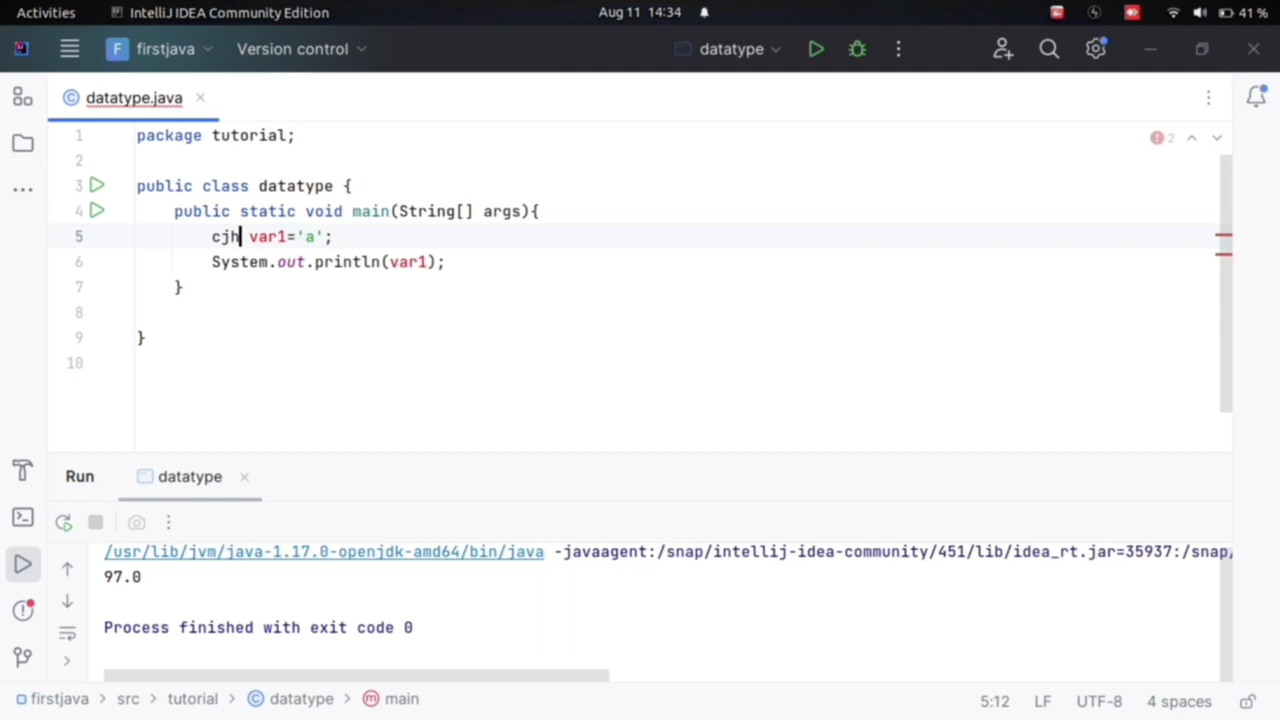 Activities IntelliJ IDEA Community Edition Aug 11 14:34 41 %
F firstjava Version control datatype
datatype.java
1 package tutorial;
2
3 public class datatype {
4 public static void main(String[] args){
5 cjh var1='a';
6 System.out.println(var1);
7 }
8
9 }
10
2
Run datatype
/usr/lib/jvm/java-1.17.0-openjdk-amd64/bin/java -javaagent:/snap/intellij-idea-community/451/lib/idea_rt.jar=35937:/snap/
97.0
Process finished with exit code 0
firstjava > src > tutorial > datatype > main 5:12 LF UTF-8 4 spaces